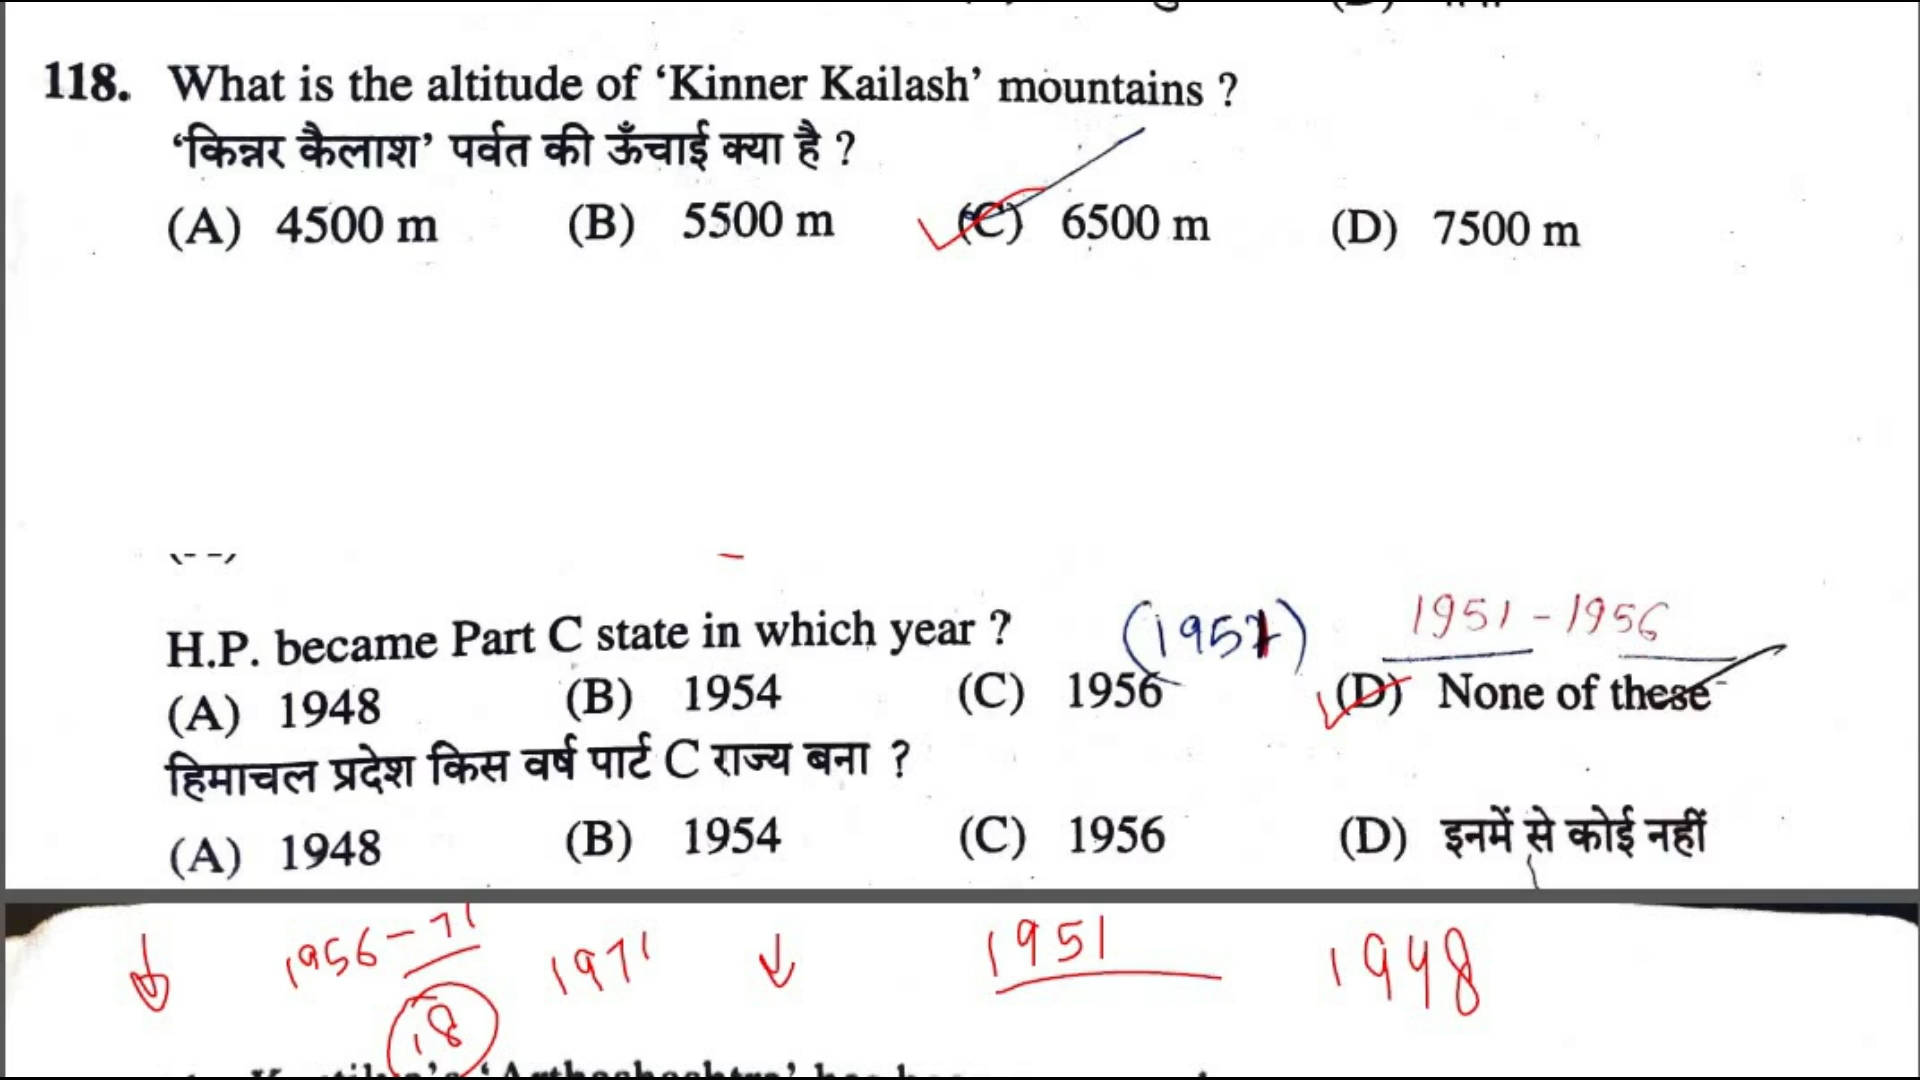 118. What is the altitude of ‘Kinner Kailash’ mountains ?
‘किन्नर कैलाश’ पर्वत की ऊँचाई क्या है ?
(A) 4500 m (B) 5500 m (C) 6500 m (D) 7500 m
1951 - 1956
H.P. became Part C state in which year ? (1951)
(A) 1948 (B) 1954 (C) 1956 (D) None of these
हिमाचल प्रदेश किस वर्ष पार्ट C राज्य बना ?
(A) 1948 (B) 1954 (C) 1956 (D) इनमें से कोई नहीं
1956-71 1971 1951 1948
18